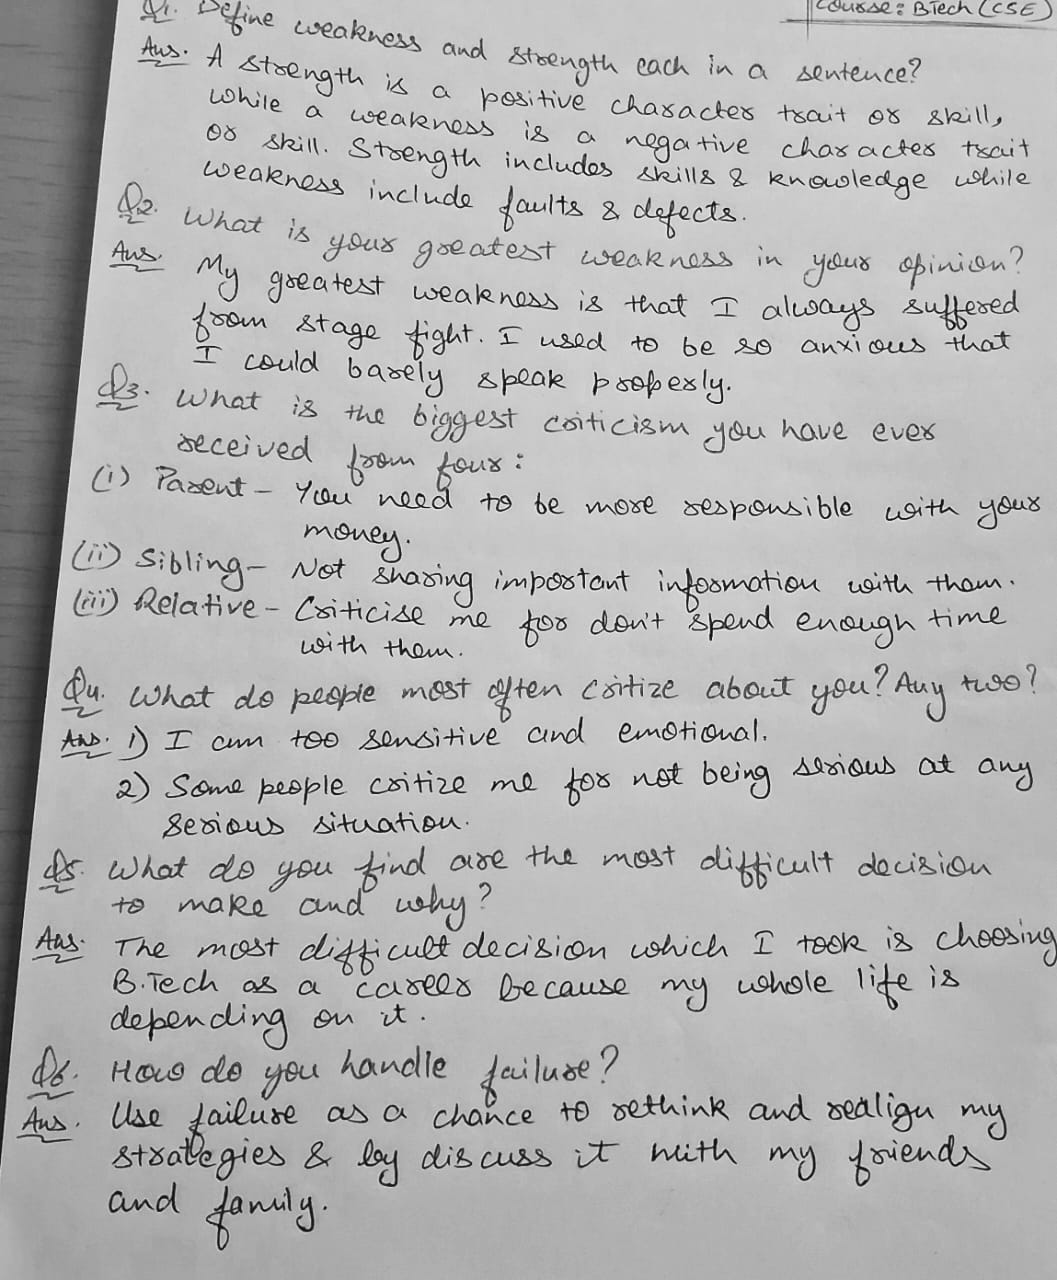 Course: BTech (CSE)
Q1. Define weakness and strength each in a sentence?
Ans. A strength is a positive character trait or skill,
while a weakness is a negative character trait
or skill. Strength includes skills & knowledge while
weakness include faults & defects.
Q2. What is your greatest weakness in your opinion?
Ans. My greatest weakness is that I always suffered
from stage fight. I used to be so anxious that
I could barely speak properly.
Q3. What is the biggest criticism you have ever
received from four:
(i) Parent - You need to be more responsible with your
money.
(ii) Sibling - Not sharing important information with them.
(iii) Relative - Criticise me for don't spend enough time
with them.
Q4. What do people most often critize about you? Any two?
Ans. 1) I am too sensitive and emotional.
2) Some people critize me for not being serious at any
serious situation.
Q5. What do you find are the most difficult decision
to make and why?
Ans. The most difficult decision which I took is choosing
B.Tech as a career because my whole life is
depending on it.
Q6. How do you handle failure?
Ans. Use failure as a chance to rethink and realign my
strategies & by discuss it with my friends
and family.